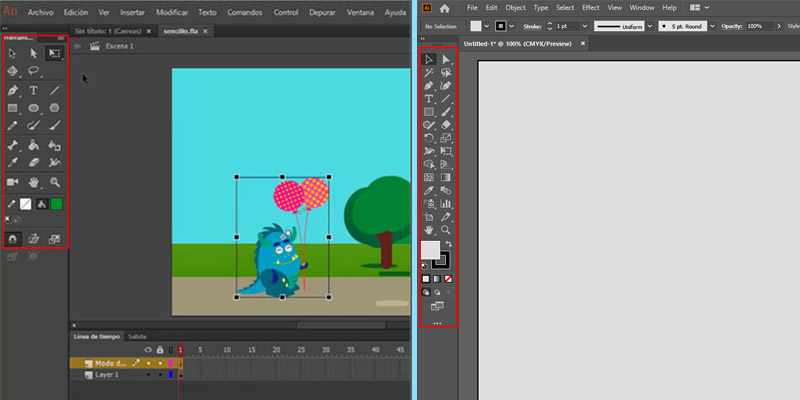 An Archivo Edición Ver Insertar Modificar Texto Comandos Control Depurar Ventana Ayuda
Sin título: 1 (Canvas) × sencillo.fla ×
Escena 1
Línea de tiempo Salida
1 5 10 15 20 25 30 35 40 45
Modo d...
Layer 1
Ai File Edit Object Type Select Effect View Window Help
No Selection Stroke: 1 pt Uniform 5 pt. Round Opacity: 100% Style
Untitled-1* @ 100% (CMYK/Preview) ×